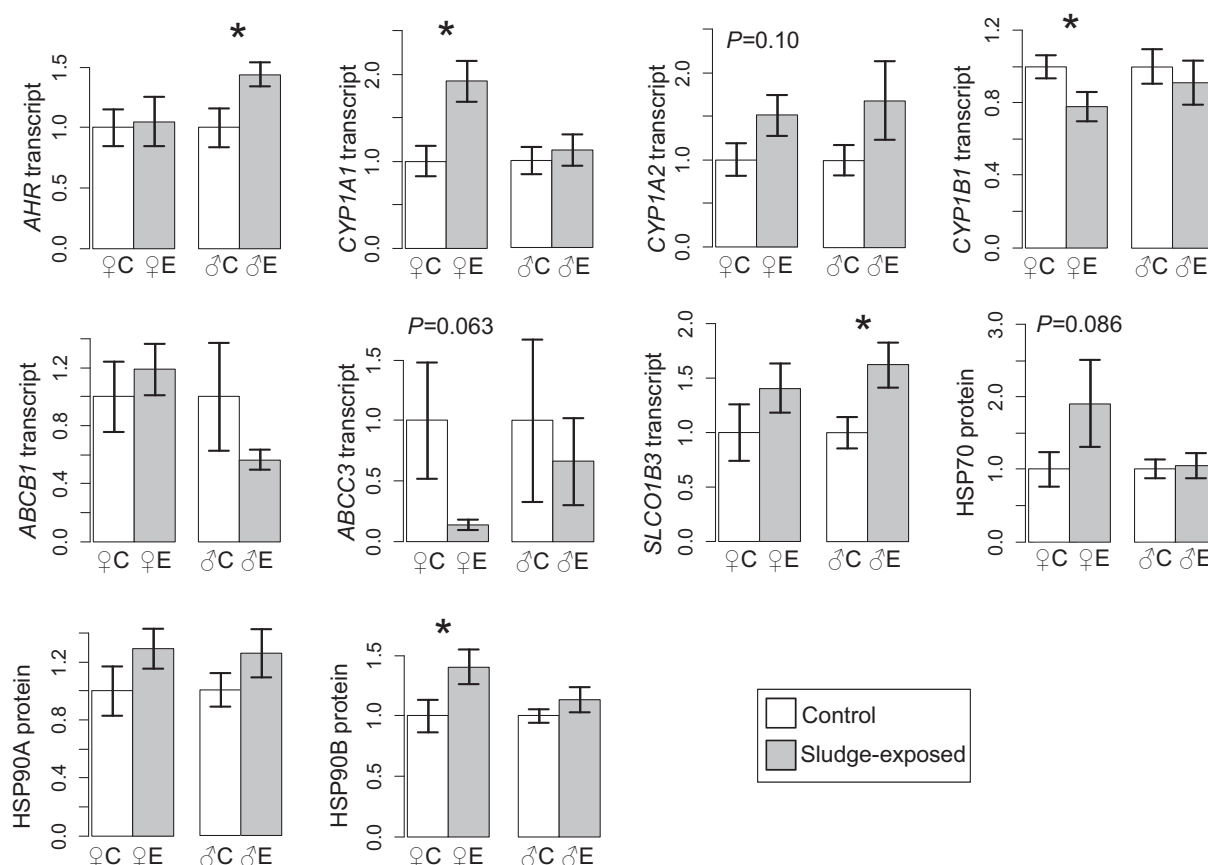 AHR transcript
0.0 0.5 1.0 1.5
*
♀C ♀E ♂C ♂E
CYP1A1 transcript
0.0 1.0 2.0
*
♀C ♀E ♂C ♂E
CYP1A2 transcript
0.0 1.0 2.0
P=0.10
♀C ♀E ♂C ♂E
CYP1B1 transcript
0.0 0.4 0.8 1.2
*
♀C ♀E ♂C ♂E
ABCB1 transcript
0.0 0.4 0.8 1.2
♀C ♀E ♂C ♂E
ABCC3 transcript
0.0 0.5 1.0 1.5
P=0.063
♀C ♀E ♂C ♂E
SLCO1B3 transcript
0.0 0.5 1.0 1.5 2.0
*
♀C ♀E ♂C ♂E
HSP70 protein
0.0 1.0 2.0 3.0
P=0.086
♀C ♀E ♂C ♂E
HSP90A protein
0.0 0.4 0.8 1.2
♀C ♀E ♂C ♂E
HSP90B protein
0.0 0.5 1.0 1.5
*
♀C ♀E ♂C ♂E
Control
Sludge-exposed